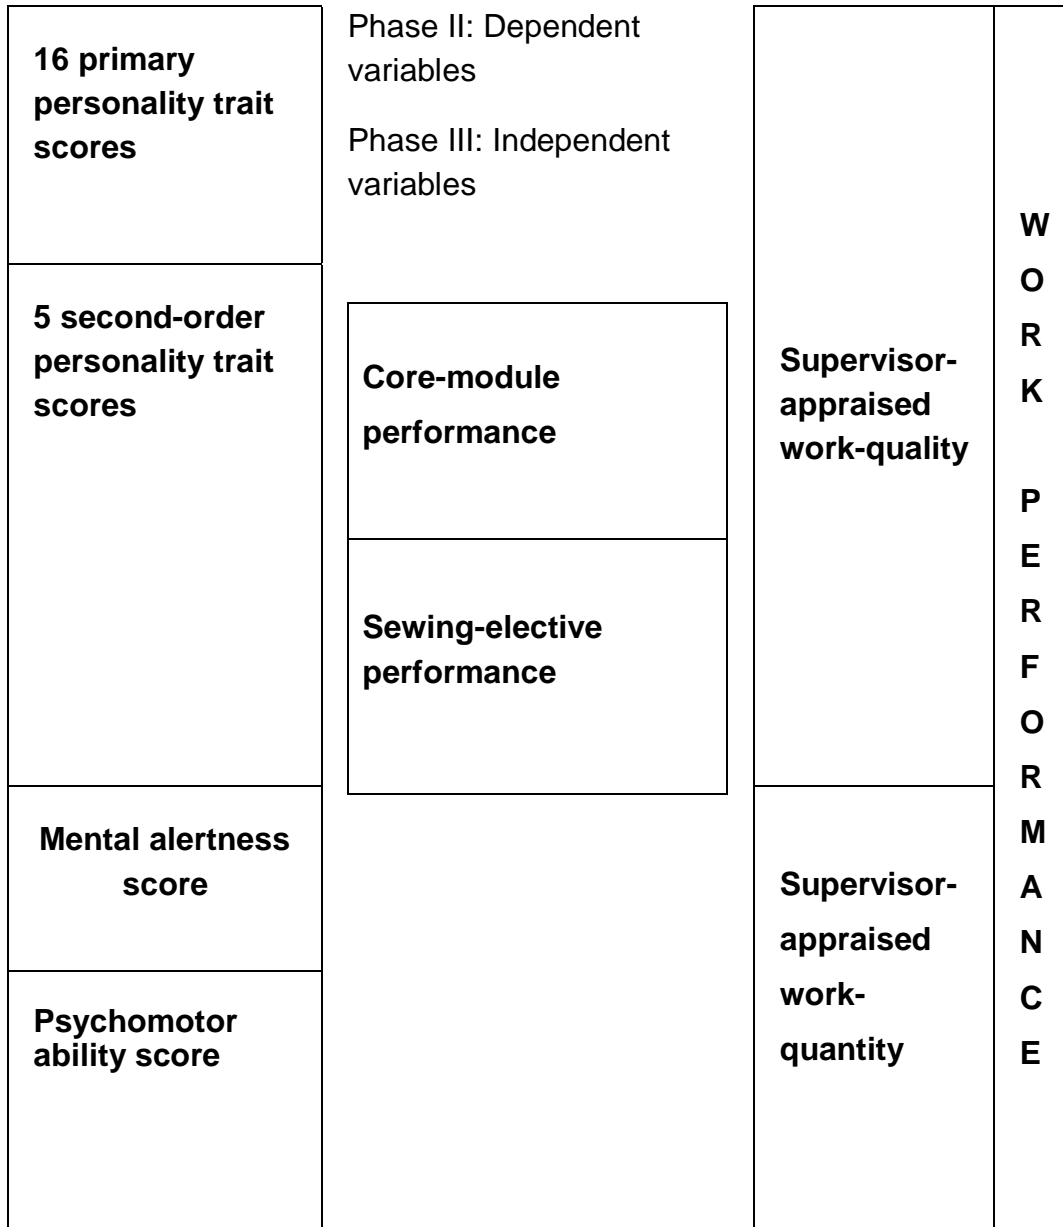 16 primary
personality trait
scores
5 second-order
personality trait
scores
Mental alertness
score
Psychomotor
ability score
Phase II: Dependent
variables
Phase III: Independent
variables
Core-module
performance
Sewing-elective
performance
Supervisor-
appraised
work-quality
Supervisor-
appraised
work-
quantity
W
O
R
K
P
E
R
F
O
R
M
A
N
C
E